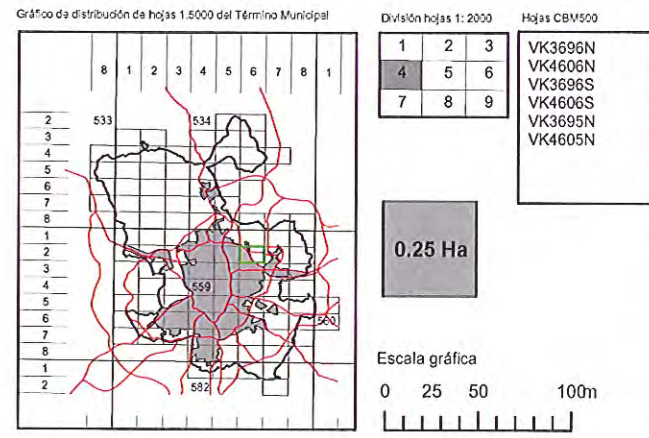 Gráfico de distribución de hojas 1.5000 del Término Municipal
8 1 2 3 4 5 6 7 8 1
2
3
4
5
6
7
8
1
2
3
4
5
6
7
8
1
2
533
534
559
560
582
División hojas 1: 2000
1 2 3
4 5 6
7 8 9
Hojas CBM500
VK3696N
VK4606N
VK3696S
VK4606S
VK3695N
VK4605N
0.25 Ha
Escala gráfica
0 25 50 100m